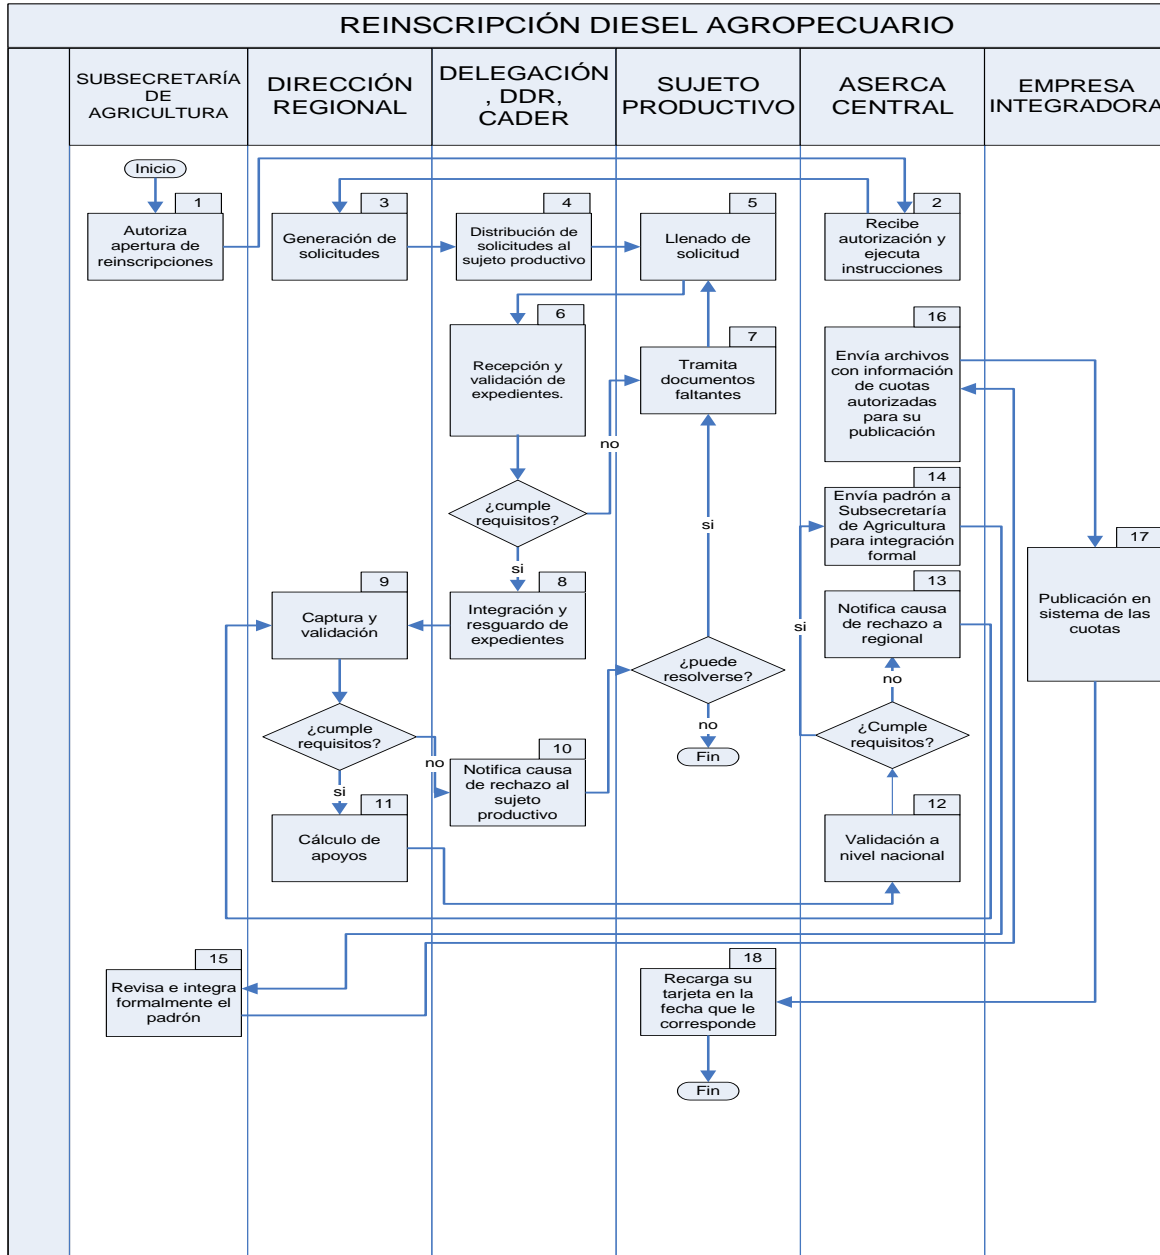 REINSCRIPCIÓN DIESEL AGROPECUARIO
SUBSECRETARÍA
DE
AGRICULTURA
DIRECCIÓN
REGIONAL
DELEGACIÓN
, DDR,
CADER
SUJETO
PRODUCTIVO
ASERCA
CENTRAL
EMPRESA
INTEGRADORA
Inicio
1
Autoriza
apertura de
reinscripciones
3
Generación de
solicitudes
4
Distribución de
solicitudes al
sujeto productivo
5
Llenado de
solicitud
2
Recibe
autorización y
ejecuta
instrucciones
6
Recepción y
validación de
expedientes.
7
Tramita
documentos
faltantes
16
Envía archivos
con información
de cuotas
autorizadas
para su
publicación
no
¿cumple
requisitos?
si
si
14
Envía padrón a
Subsecretaría
de Agricultura
para integración
formal
17
Publicación en
sistema de las
cuotas
9
Captura y
validación
8
Integración y
resguardo de
expedientes
13
Notifica causa
de rechazo a
regional
si
¿puede
resolverse?
no
no
Fin
¿cumple
requisitos?
no
si
¿Cumple
requisitos?
10
Notifica causa
de rechazo al
sujeto
productivo
11
Cálculo de
apoyos
12
Validación a
nivel nacional
15
Revisa e integra
formalmente el
padrón
18
Recarga su
tarjeta en la
fecha que le
corresponde
Fin